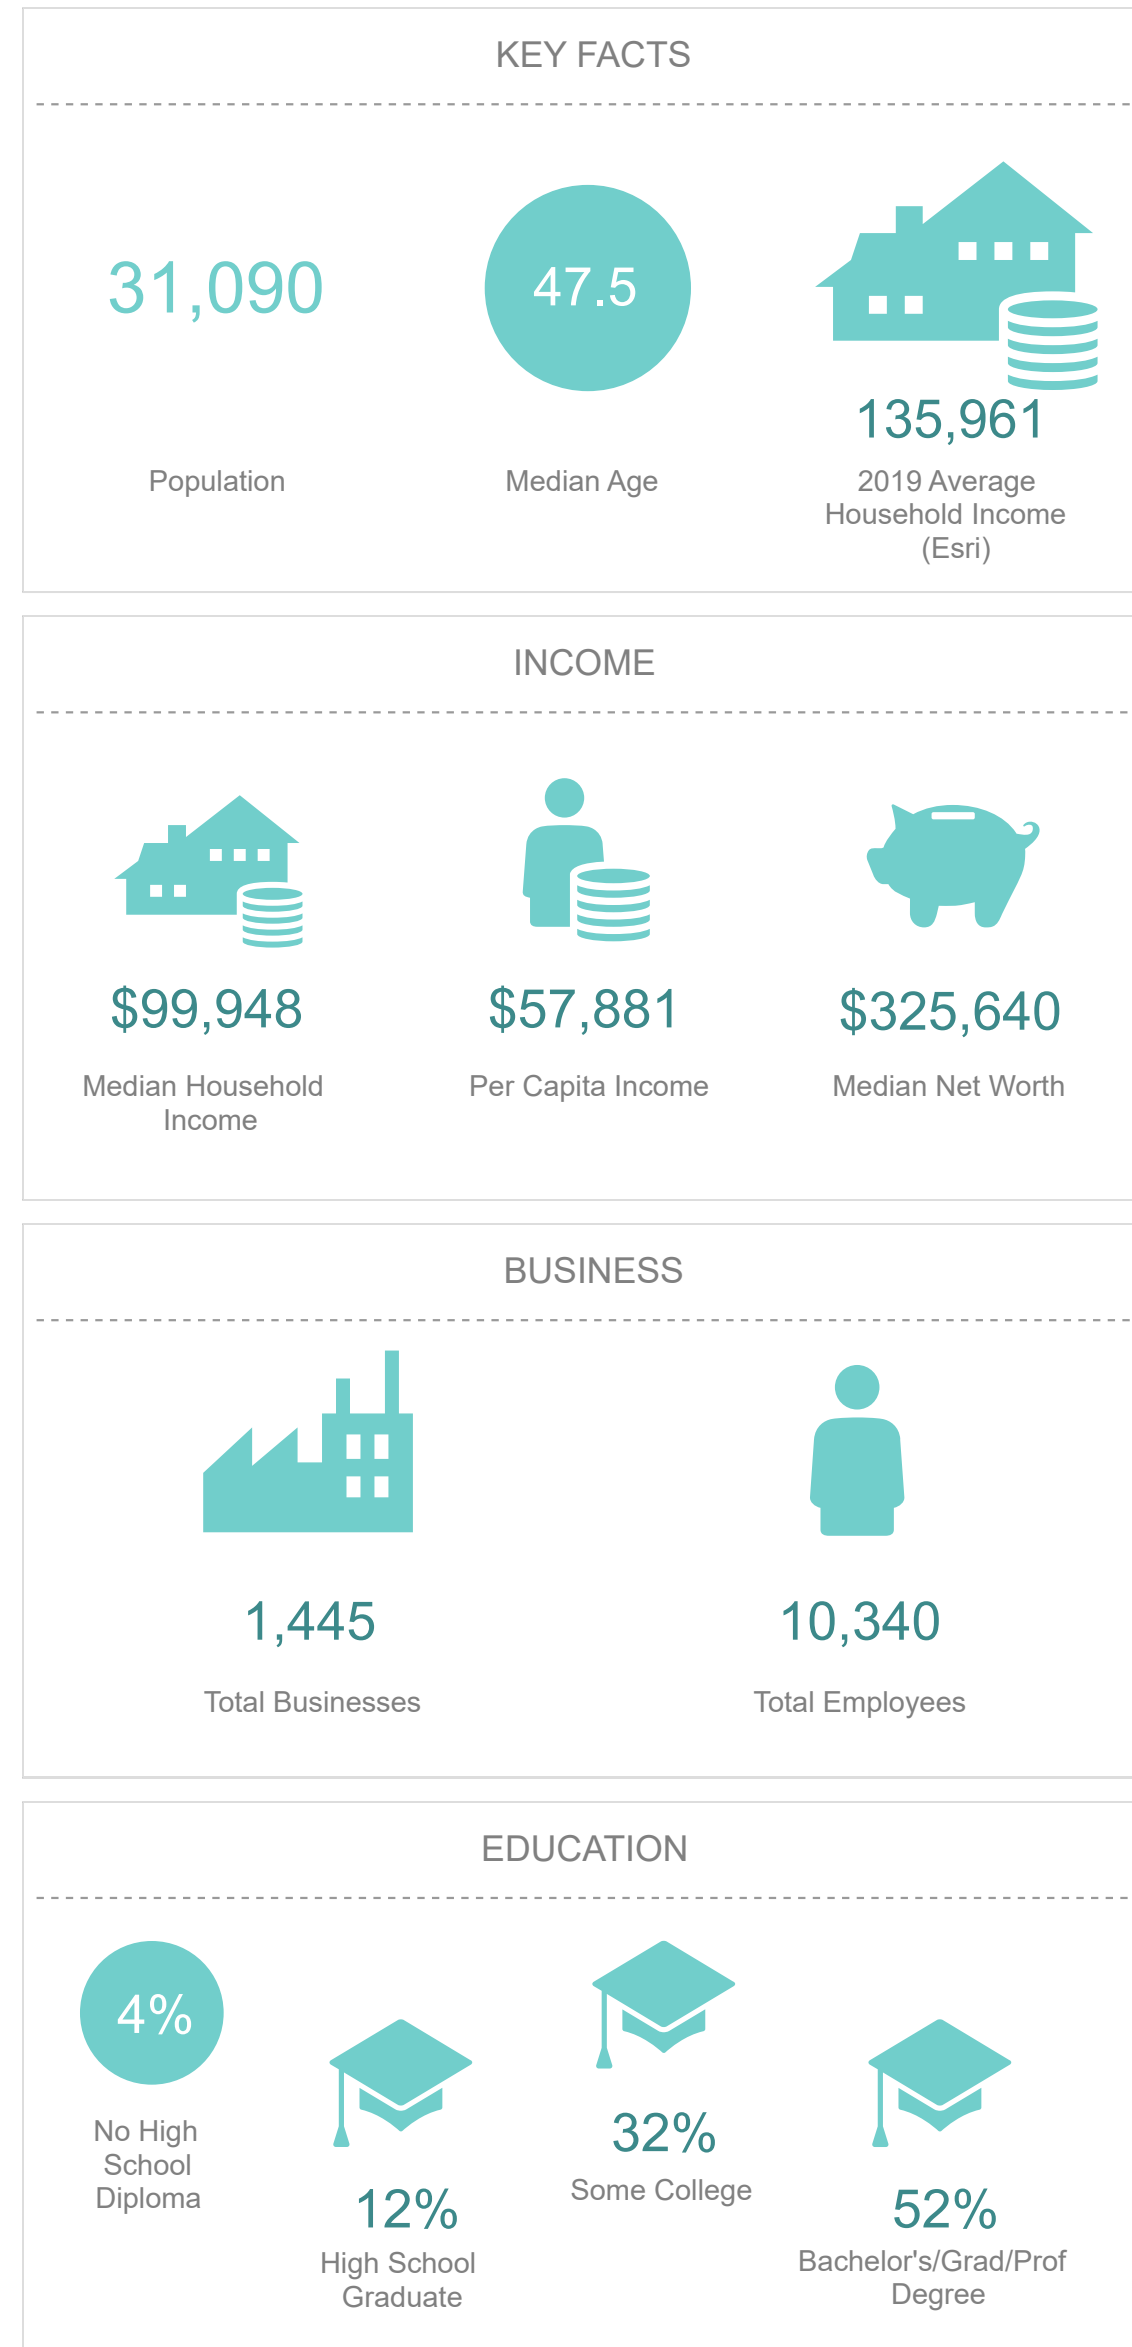 KEY FACTS
31,090
47.5
135,961
Population
Median Age
2019 Average
Household Income
(Esri)
INCOME
$99,948
$57,881
$325,640
Median Household
Income
Per Capita Income
Median Net Worth
BUSINESS
1,445
10,340
Total Businesses
Total Employees
EDUCATION
4%
No High
School
Diploma
12%
High School
Graduate
32%
Some College
52%
Bachelor's/Grad/Prof
Degree